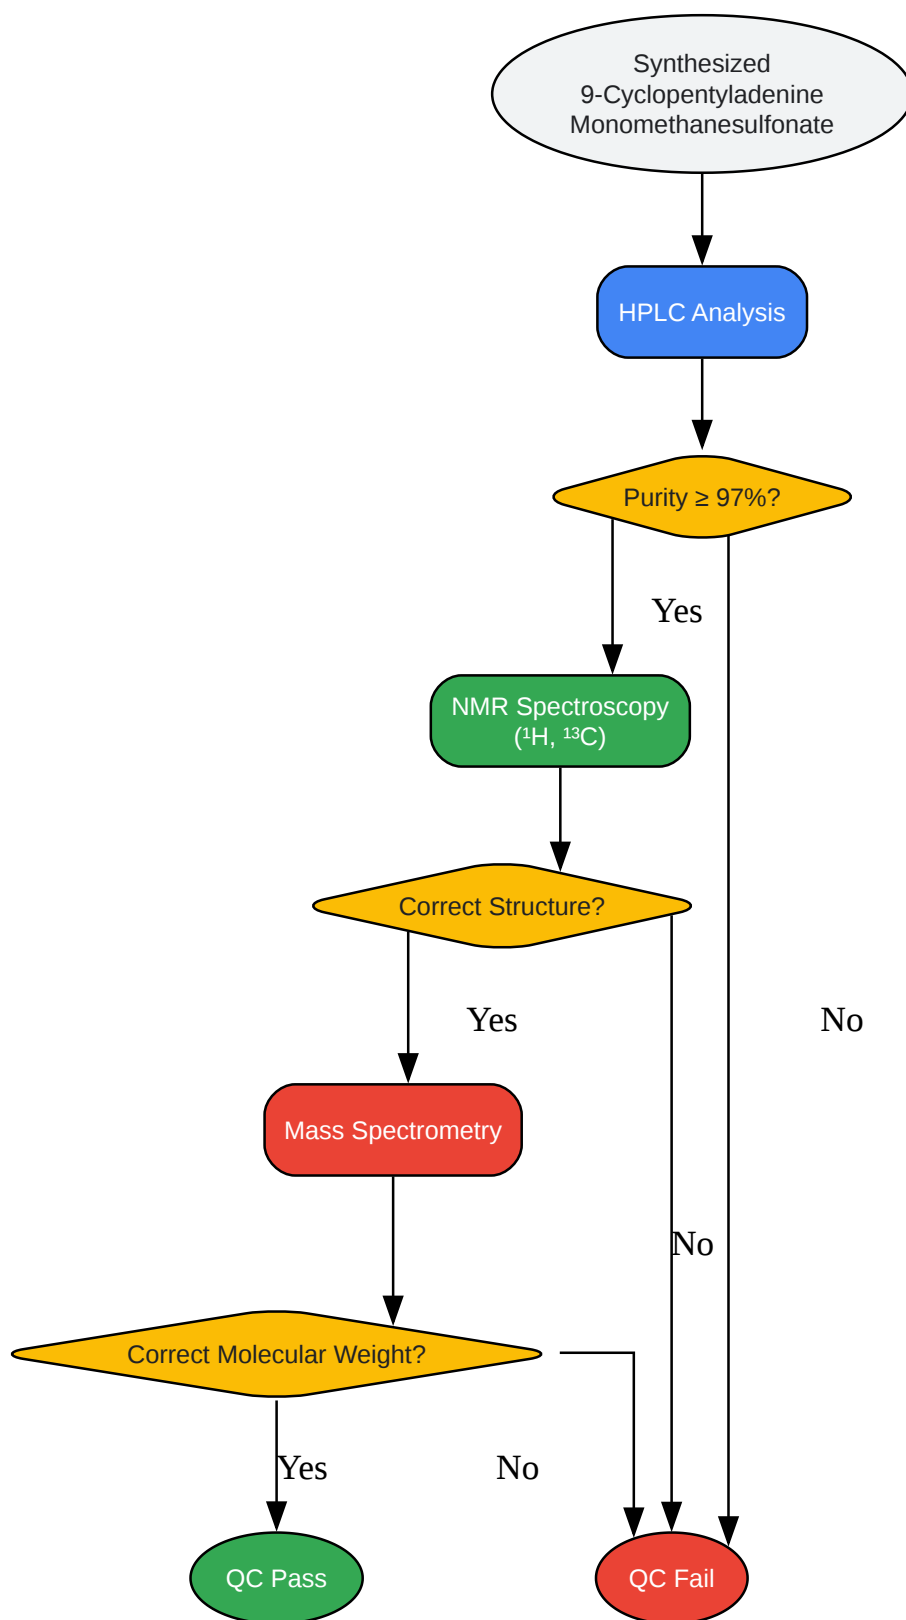 Synthesized
9-Cyclopentyladenine
Monomethanesulfonate
HPLC Analysis
Purity ≥ 97%?
Yes
NMR Spectroscopy
(¹H, ¹³C)
Correct Structure?
Yes
No
Mass Spectrometry
No
Correct Molecular Weight?
Yes
No
QC Pass
QC Fail